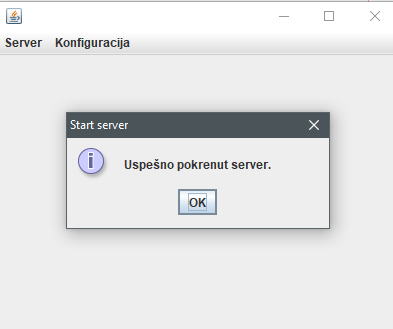 Server Konfiguracija
Start server
Uspešno pokrenut server.
OK